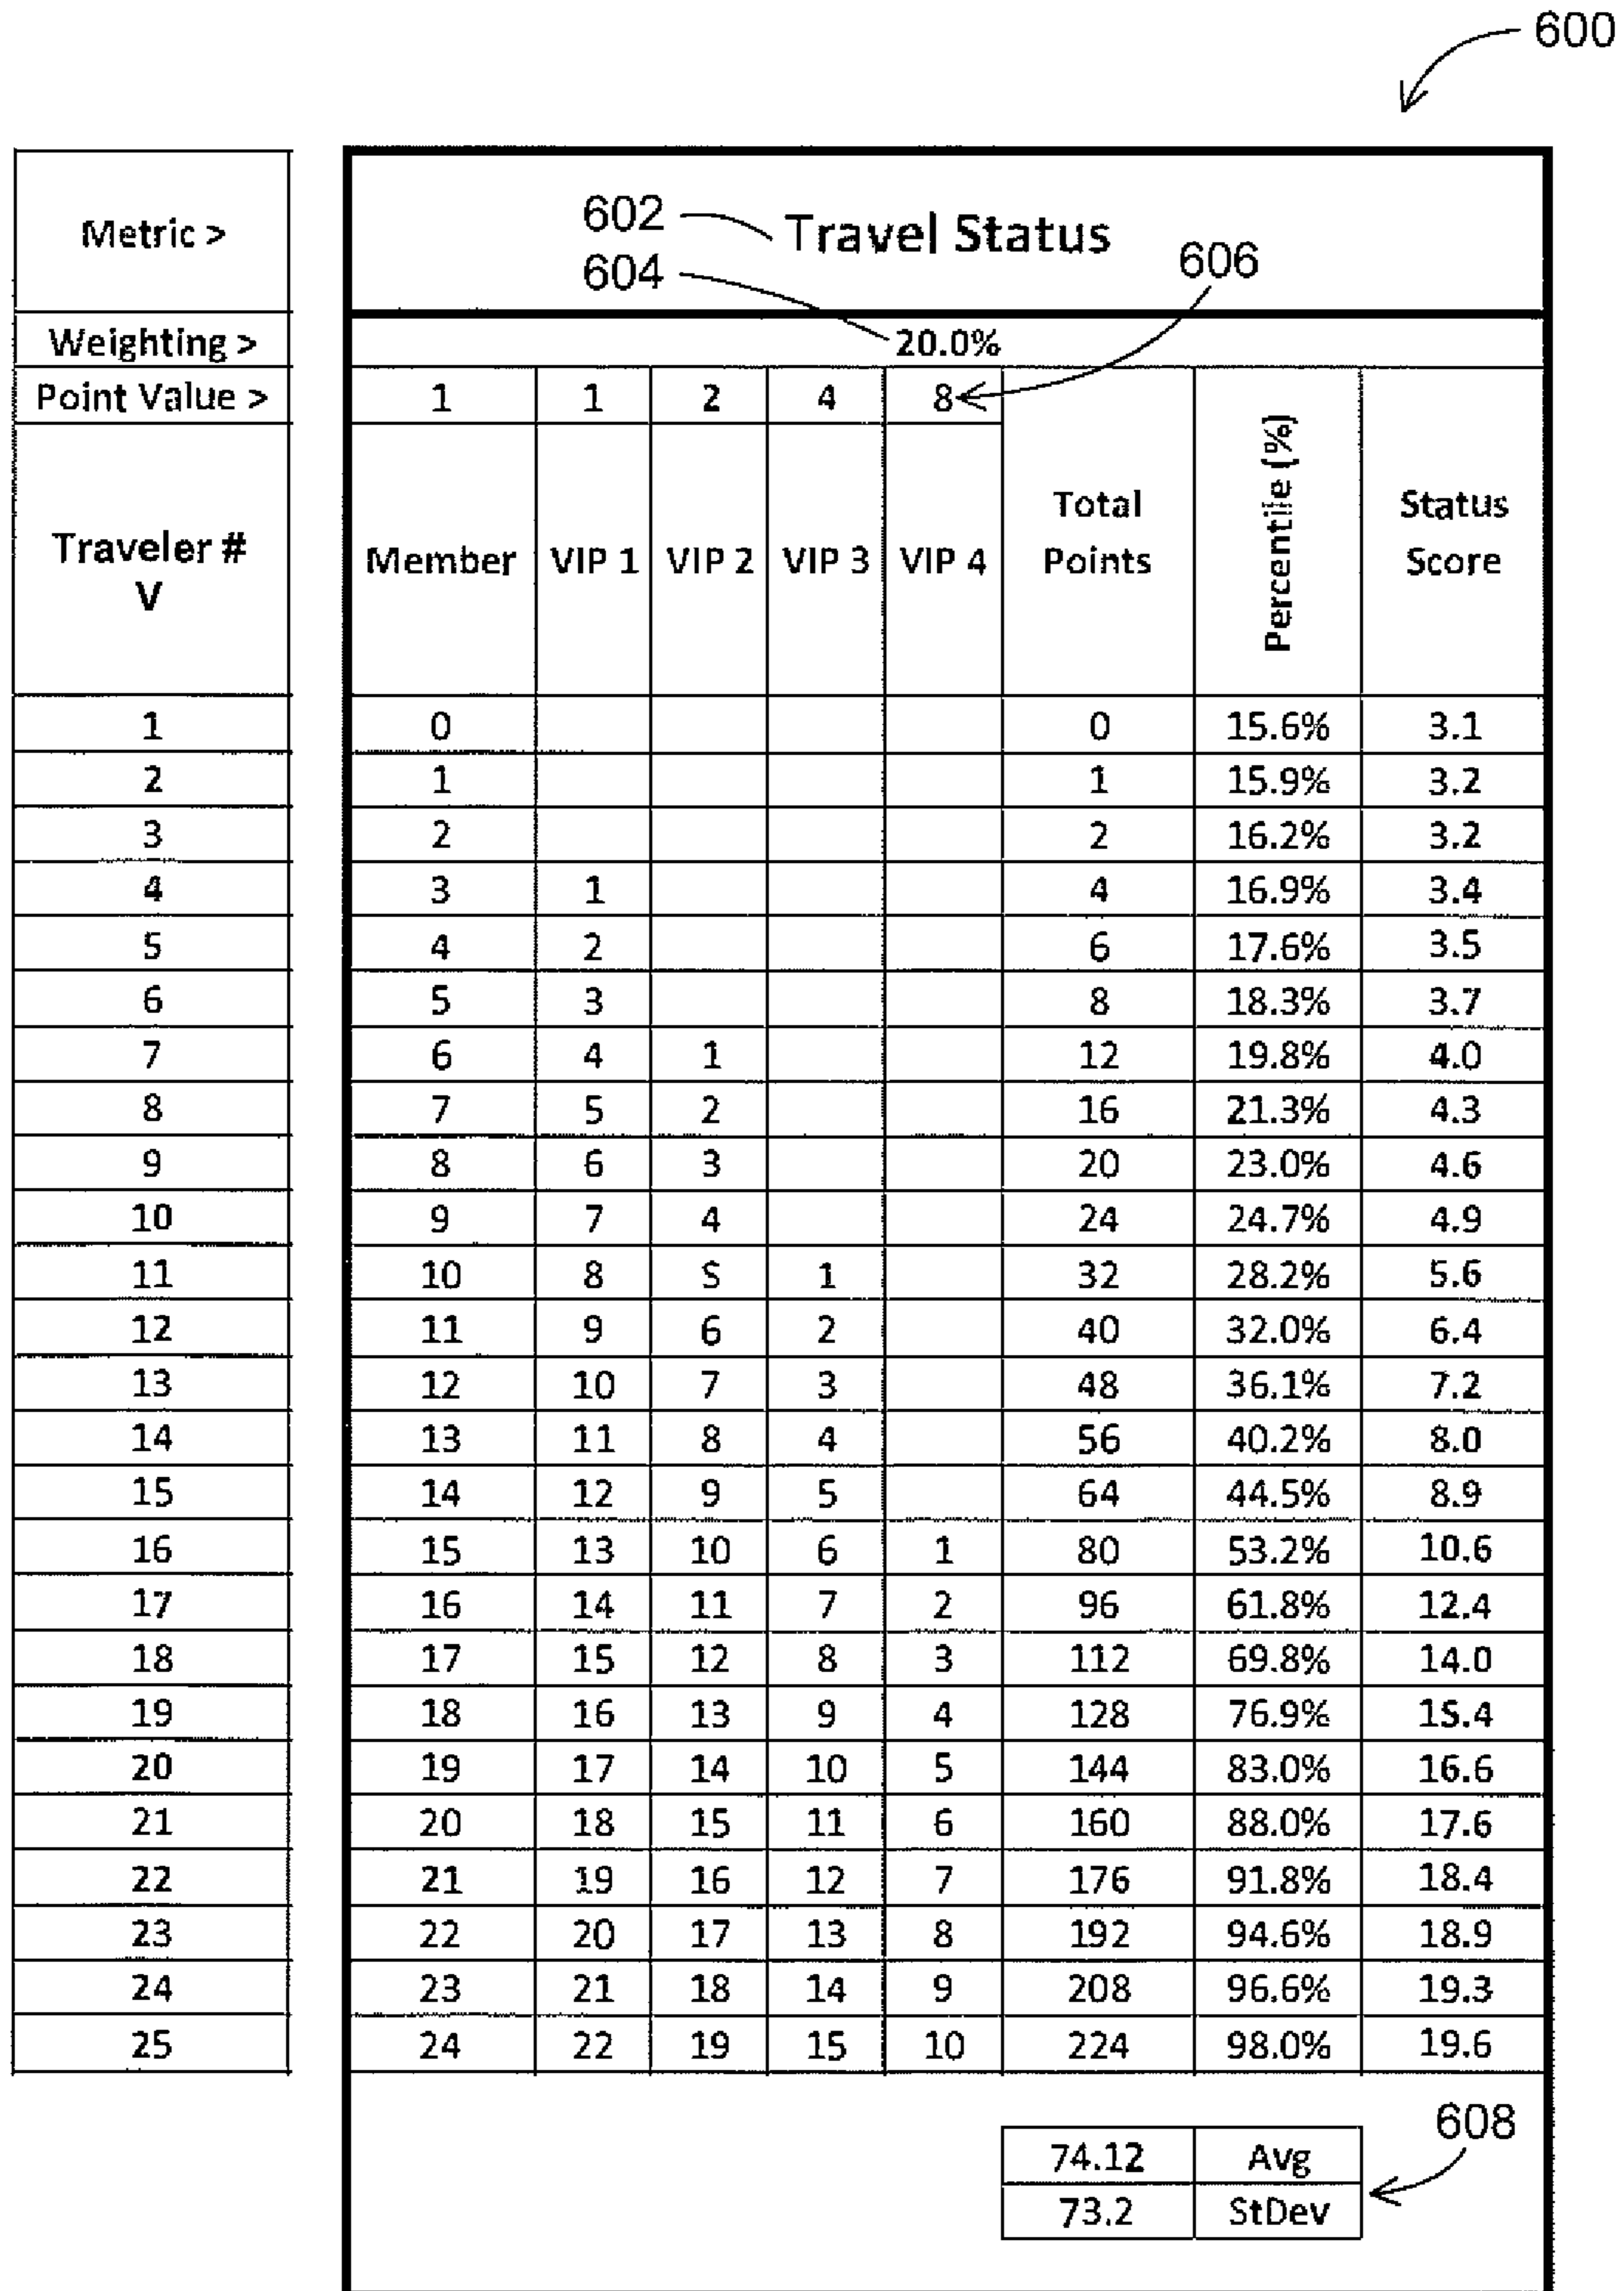 600
Metric >
602
Travel Status
604
606
Weighting >
20.0%
Point Value > 1 1 2 4 8
Traveler #
V
Member VIP 1 VIP 2 VIP 3 VIP 4
Total
Points
Percentile (%)
Status
Score
1 0 0 15.6% 3.1
2 1 1 15.9% 3.2
3 2 2 16.2% 3.2
4 3 1 4 16.9% 3.4
5 4 2 6 17.6% 3.5
6 5 3 8 18.3% 3.7
7 6 4 1 12 19.8% 4.0
8 7 5 2 16 21.3% 4.3
9 8 6 3 20 23.0% 4.6
10 9 7 4 24 24.7% 4.9
11 10 8 5 1 32 28.2% 5.6
12 11 9 6 2 40 32.0% 6.4
13 12 10 7 3 48 36.1% 7.2
14 13 11 8 4 56 40.2% 8.0
15 14 12 9 5 64 44.5% 8.9
16 15 13 10 6 1 80 53.2% 10.6
17 16 14 11 7 2 96 61.8% 12.4
18 17 15 12 8 3 112 69.8% 14.0
19 18 16 13 9 4 128 76.9% 15.4
20 19 17 14 10 5 144 83.0% 16.6
21 20 18 15 11 6 160 88.0% 17.6
22 21 19 16 12 7 176 91.8% 18.4
23 22 20 17 13 8 192 94.6% 18.9
24 23 21 18 14 9 208 96.6% 19.3
25 24 22 19 15 10 224 98.0% 19.6
608
74.12 Avg
73.2 StDev